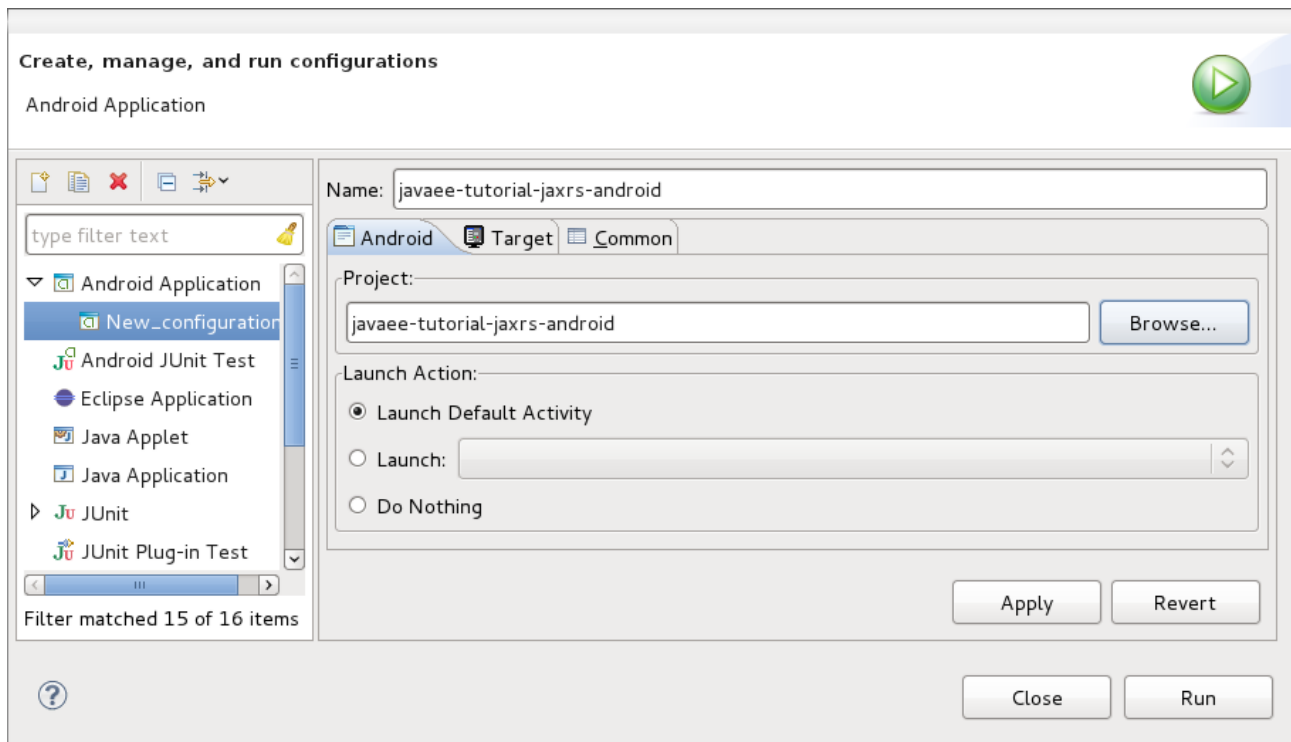 Create, manage, and run configurations
Android Application
Name: javaee-tutorial-jaxrs-android
type filter text
Android Target Common
Android Application
New_configuration
Android JUnit Test
Eclipse Application
Java Applet
Java Application
JUnit
JUnit Plug-in Test
Filter matched 15 of 16 items
Project:
javaee-tutorial-jaxrs-android Browse...
Launch Action:
Launch Default Activity
Launch:
Do Nothing
Apply Revert
Close Run